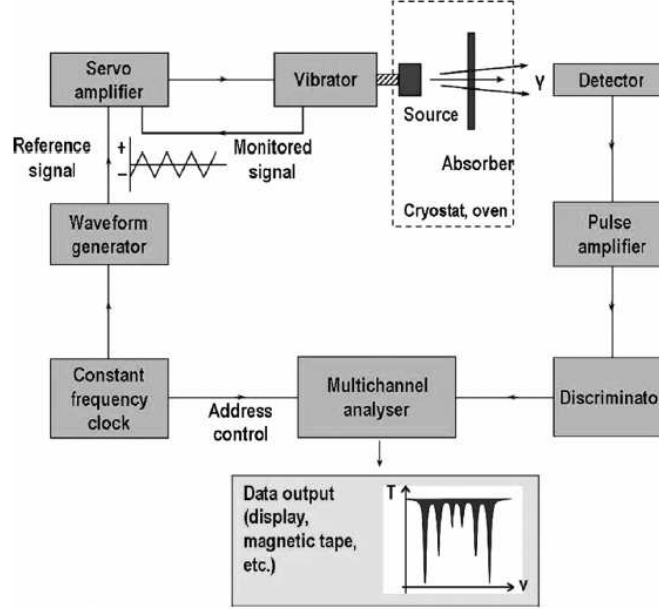 Servo
amplifier
Vibrator
Source
Absorber
Cryostat, oven
γ
Detector
Reference
signal
+
−
Monitored
signal
Waveform
generator
Pulse
amplifier
Constant
frequency
clock
Address
control
Multichannel
analyser
Discriminato
Data output
(display,
magnetic tape,
etc.)
T
v